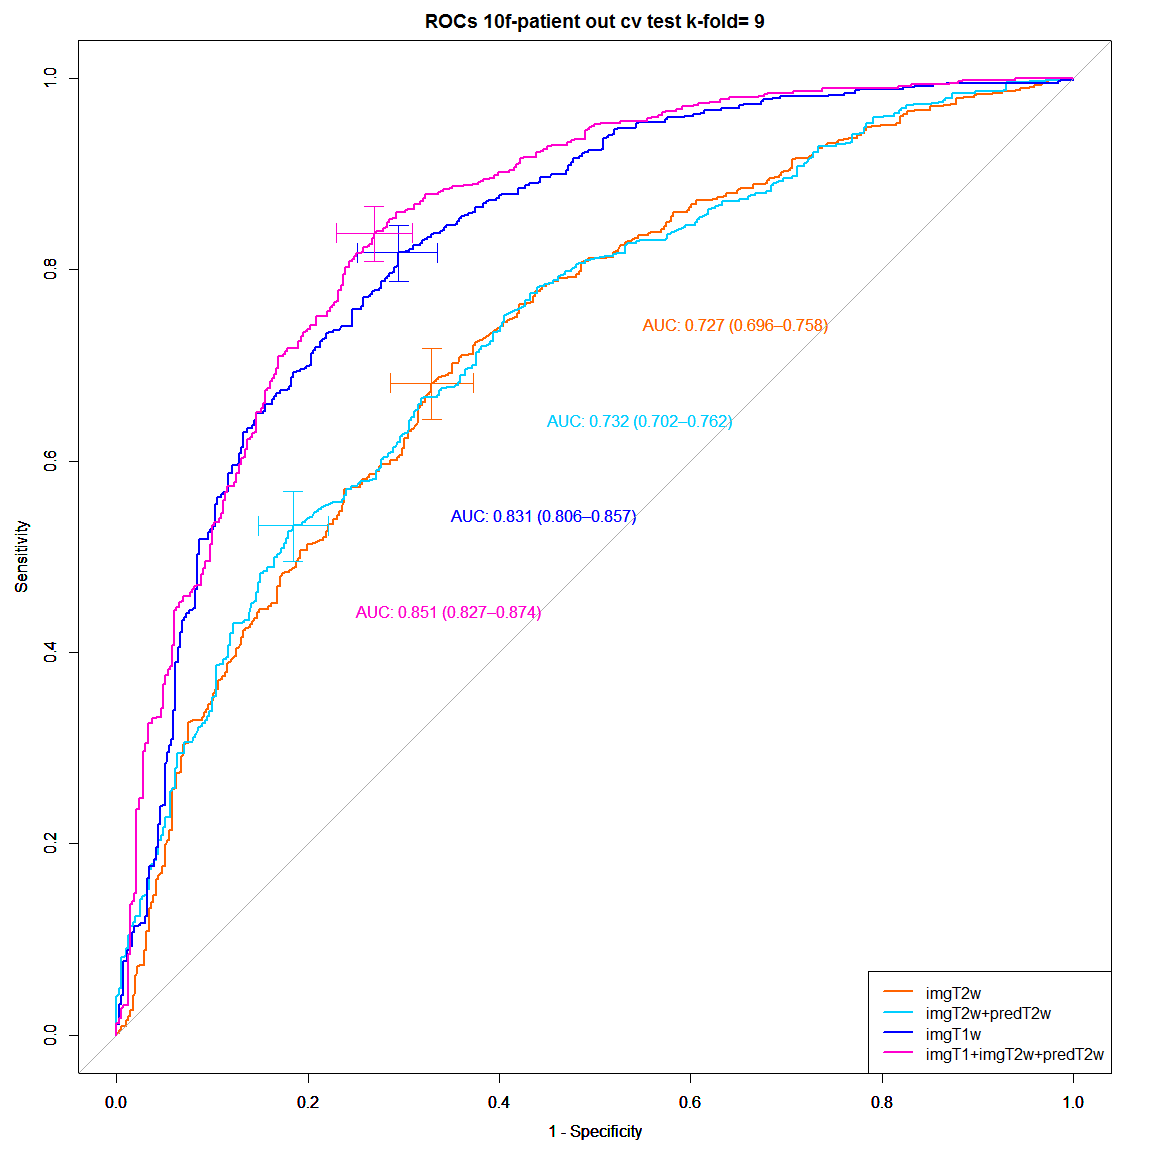 ROCs 10f-patient out cv test k-fold= 9
1.0
0.8
0.6
0.4
0.2
0.0
Sensitivity
AUC: 0.727 (0.696–0.758)
AUC: 0.732 (0.702–0.762)
AUC: 0.831 (0.806–0.857)
AUC: 0.851 (0.827–0.874)
imgT2w
imgT2w+predT2w
imgT1w
imgT1+imgT2w+predT2w
0.0 0.2 0.4 0.6 0.8 1.0
1 - Specificity